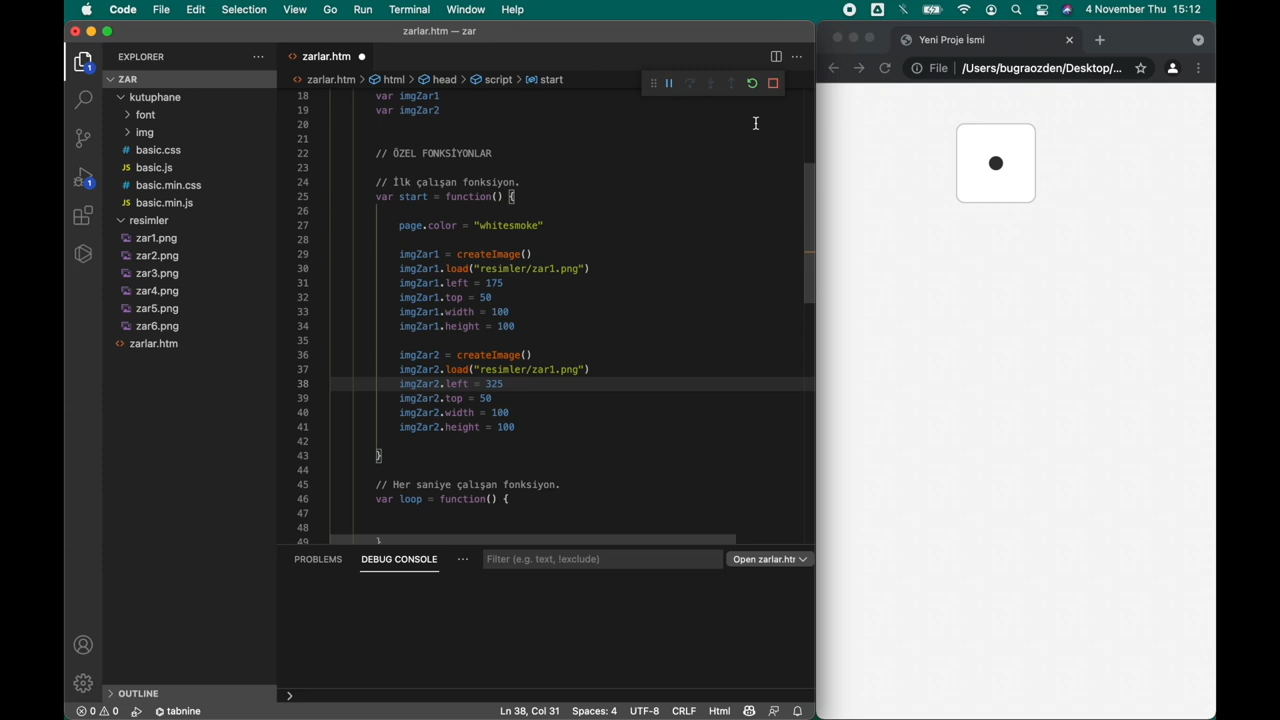 Code File Edit Selection View Go Run Terminal Window Help
4 November Thu 15:12
zarlar.htm — zar
EXPLORER
ZAR
kutuphane
font
img
# basic.css
JS basic.js
# basic.min.css
JS basic.min.js
resimler
zar1.png
zar2.png
zar3.png
zar4.png
zar5.png
zar6.png
<> zarlar.htm
OUTLINE
1
1
<> zarlar.htm
<> zarlar.htm > html > head > script > start
18 var imgZar1
19 var imgZar2
20
21
22 // ÖZEL FONKSİYONLAR
23
24 // İlk çalışan fonksiyon.
25 var start = function() {
26
27 page.color = "whitesmoke"
28
29 imgZar1 = createImage()
30 imgZar1.load("resimler/zar1.png")
31 imgZar1.left = 175
32 imgZar1.top = 50
33 imgZar1.width = 100
34 imgZar1.height = 100
35
36 imgZar2 = createImage()
37 imgZar2.load("resimler/zar1.png")
38 imgZar2.left = 325
39 imgZar2.top = 50
40 imgZar2.width = 100
41 imgZar2.height = 100
42
43 }
44
45 // Her saniye çalışan fonksiyon.
46 var loop = function() {
47
48
49 }
PROBLEMS DEBUG CONSOLE ··· Filter (e.g. text, !exclude) Open zarlar.htr
0 0 tabnine Ln 38, Col 31 Spaces: 4 UTF-8 CRLF Html
Yeni Proje İsmi
File /Users/bugraozden/Desktop/...